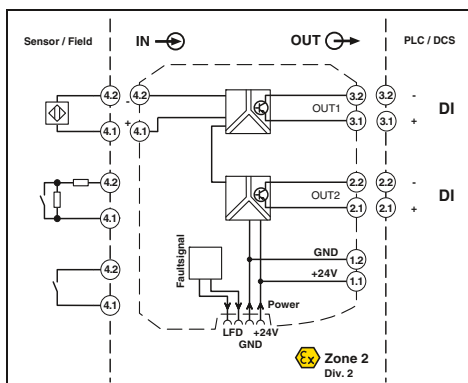 Sensor / Field IN OUT PLC / DCS
4.2 4.2 - 3.2 3.2 -
OUT1 DI
4.1 + 4.1 3.1 3.1 +
4.2 2.2 2.2 -
OUT2 DI
4.1 2.1 2.1 +
Faultsignal
4.2 GND 1.2
+24V 1.1
4.1 Power
LFD +24V
GND
Ex Zone 2
Div. 2